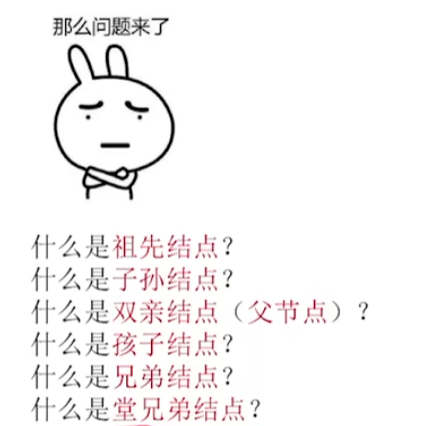 那么问题来了
什么是祖先结点？
什么是子孙结点？
什么是双亲结点（父节点）？
什么是孩子结点？
什么是兄弟结点？
什么是堂兄弟结点？